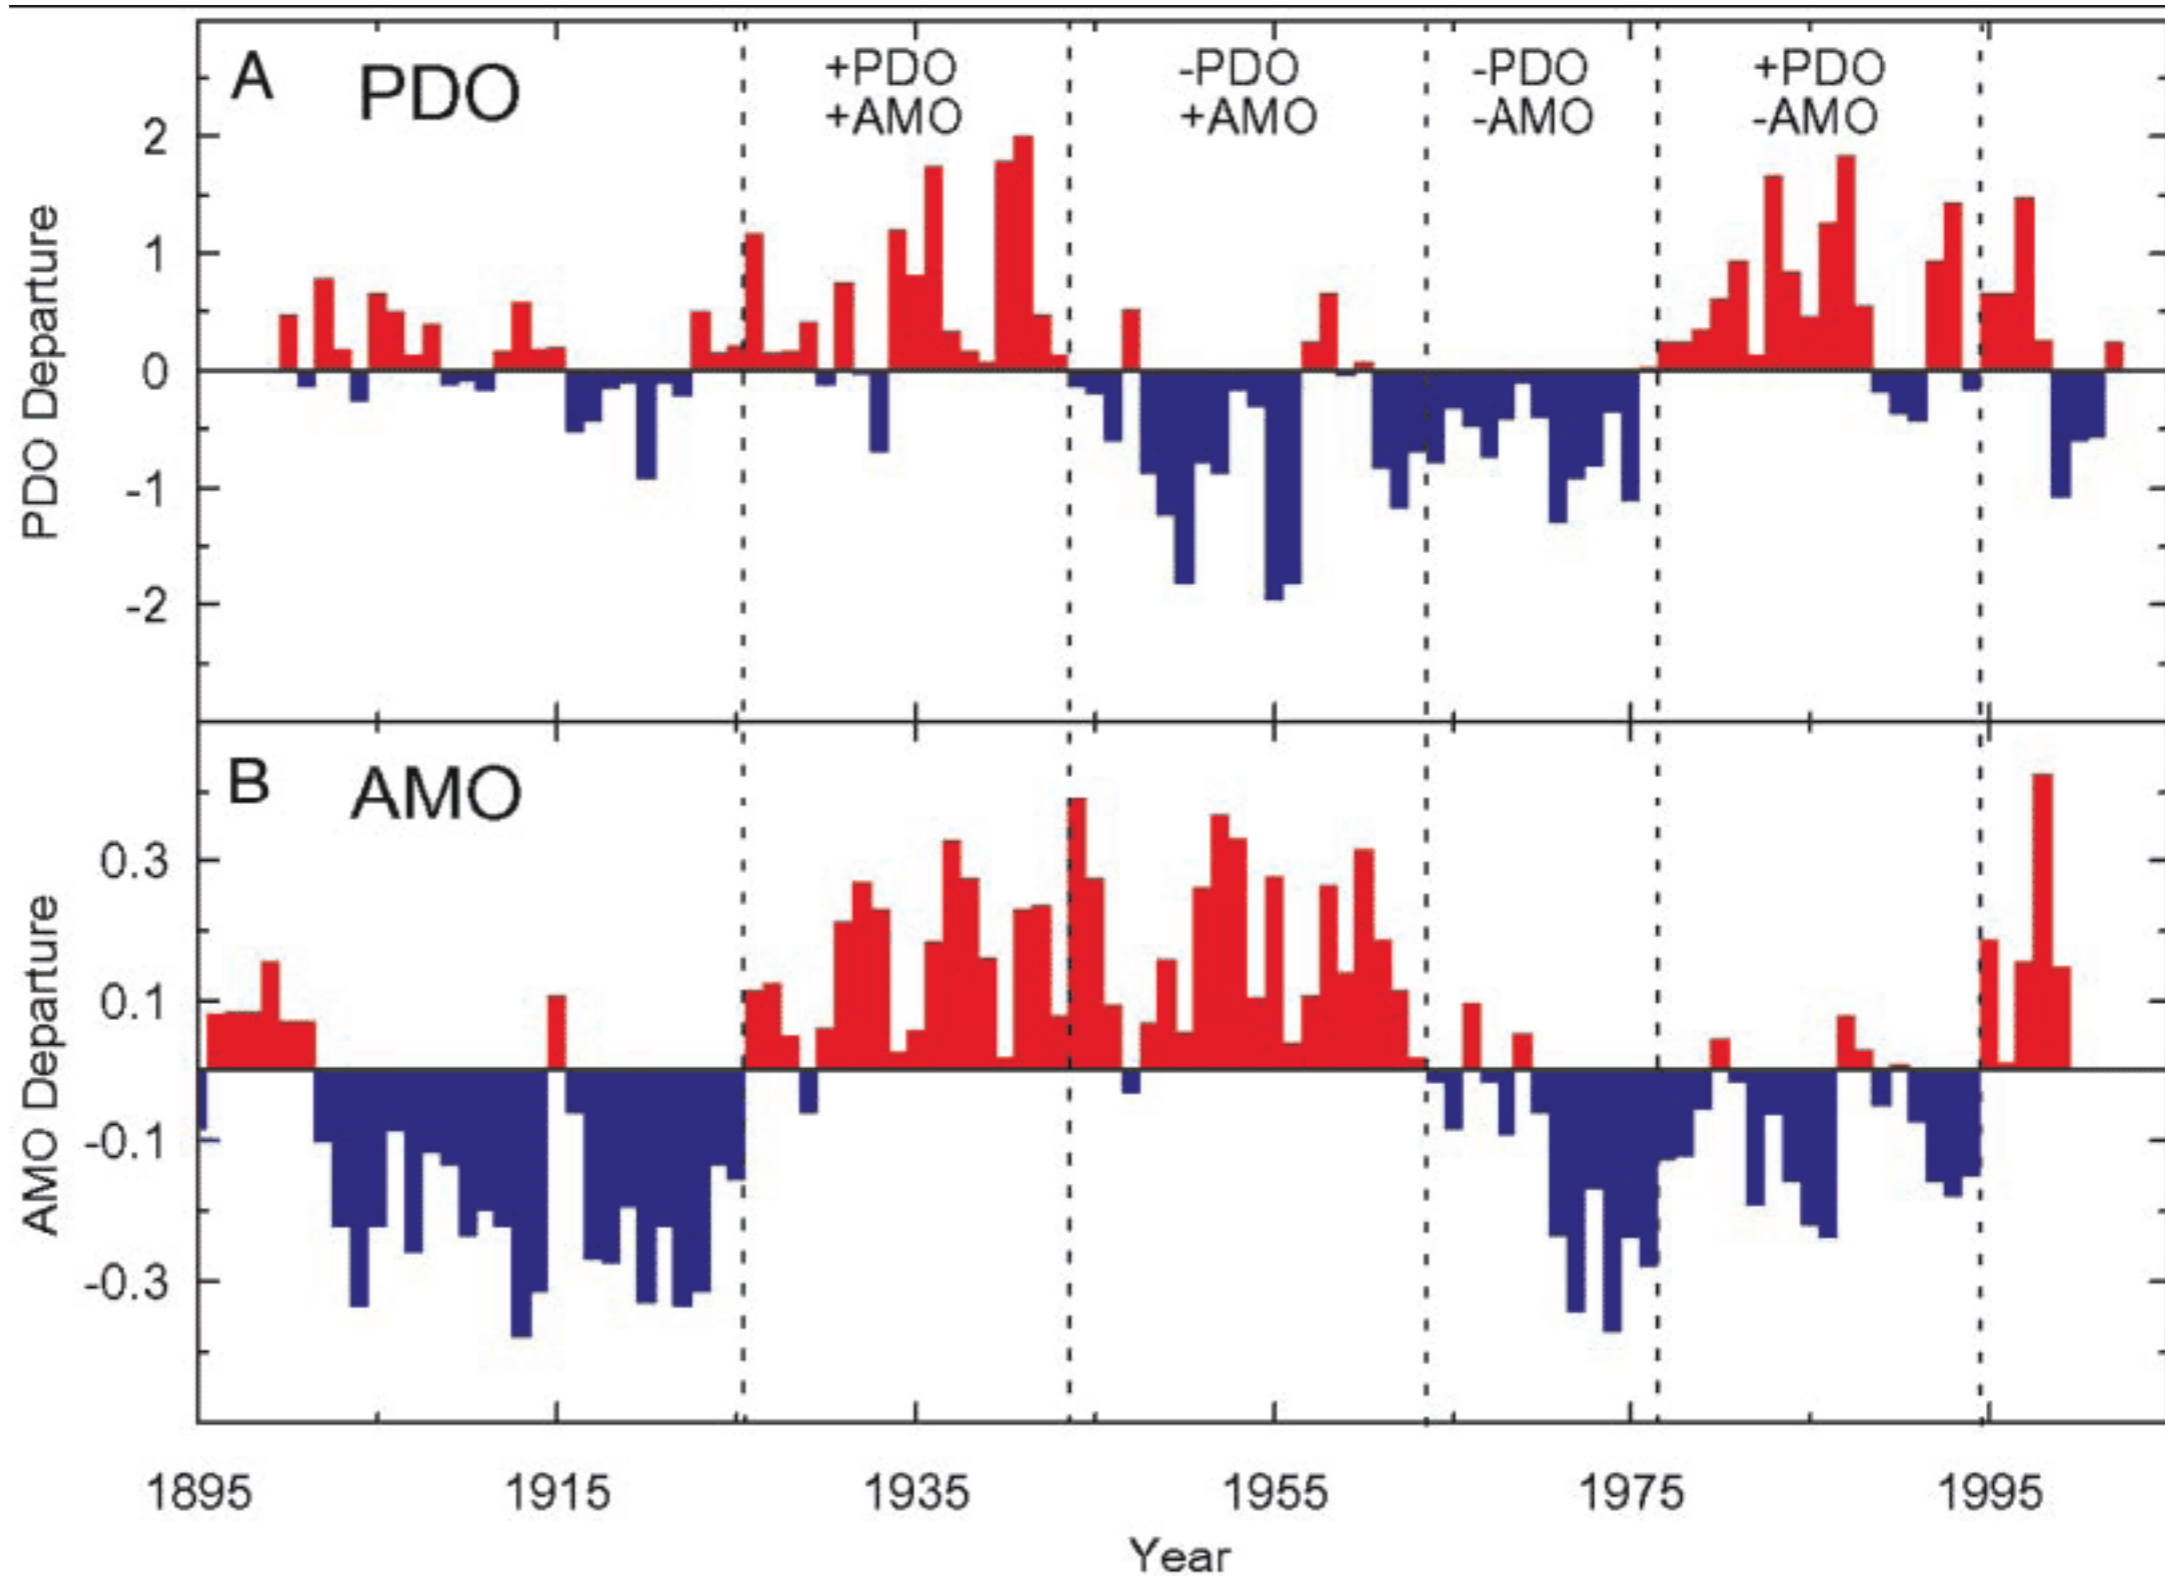 A PDO
+PDO
+AMO
-PDO
+AMO
-PDO
-AMO
+PDO
-AMO
PDO Departure
2
1
0
-1
-2
B AMO
AMO Departure
0.3
0.1
-0.1
-0.3
1895 1915 1935 1955 1975 1995
Year